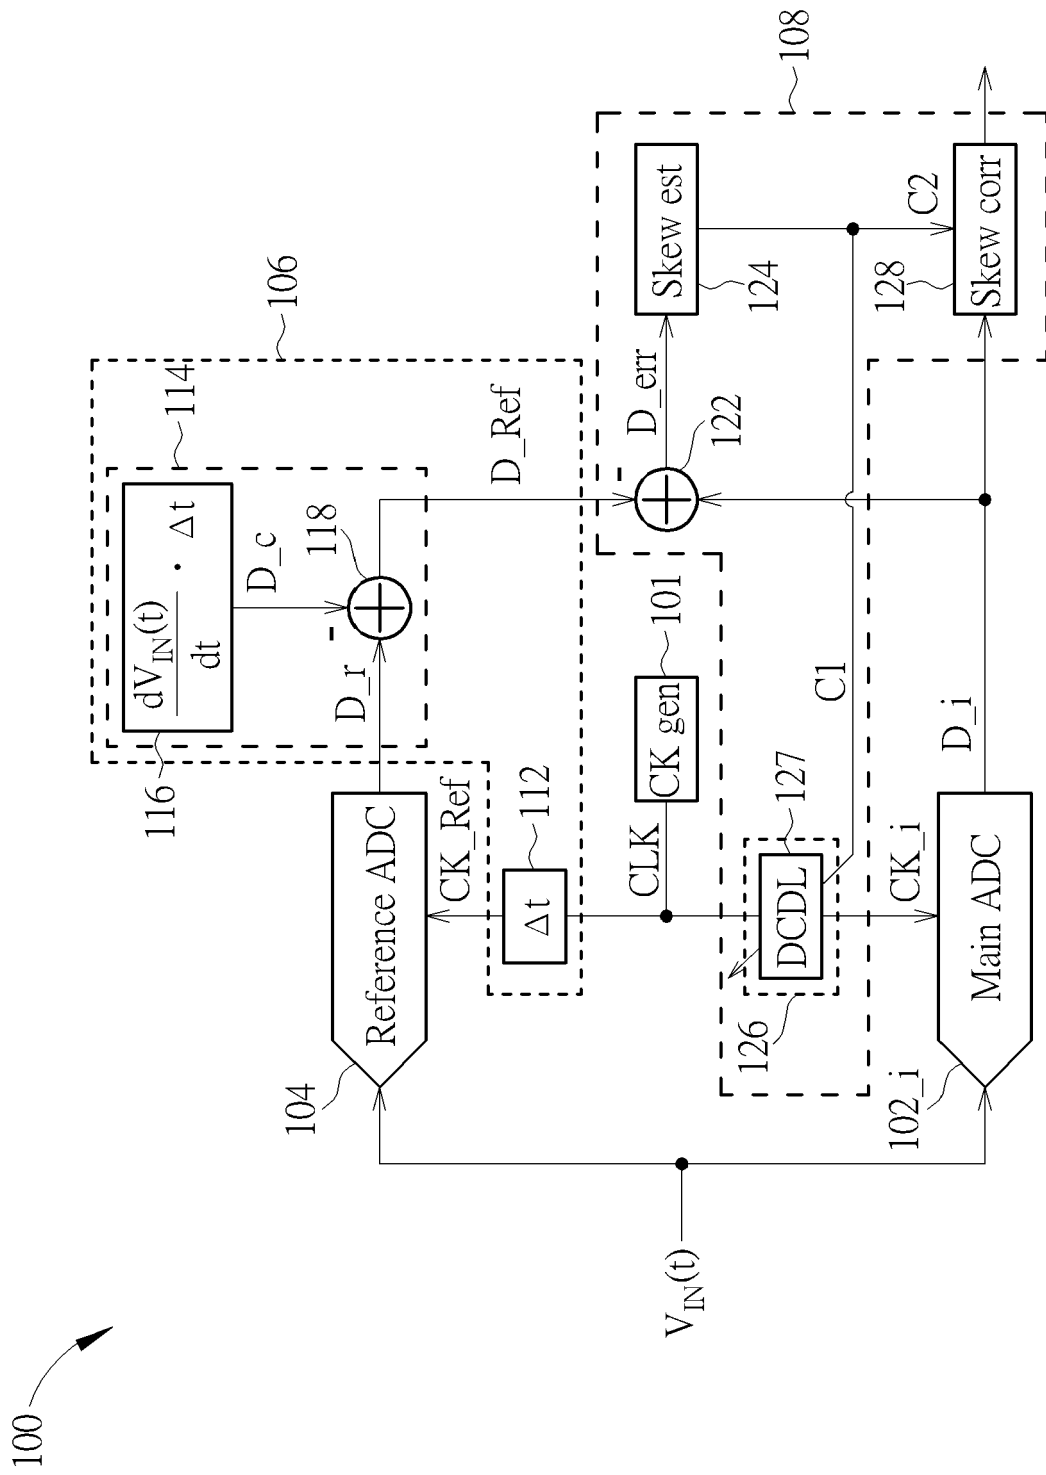 100
V_IN(t)
104
Reference ADC
D_r
116
dV_IN(t)
dt
· Δt
D_c
-
118
114
106
CK_Ref
Δt
112
D_Ref
CLK
CK gen
101
-
122
D_err
Skew est
124
108
126
DCDL
127
C1
C2
CK_i
102_i
Main ADC
D_i
128
Skew corr